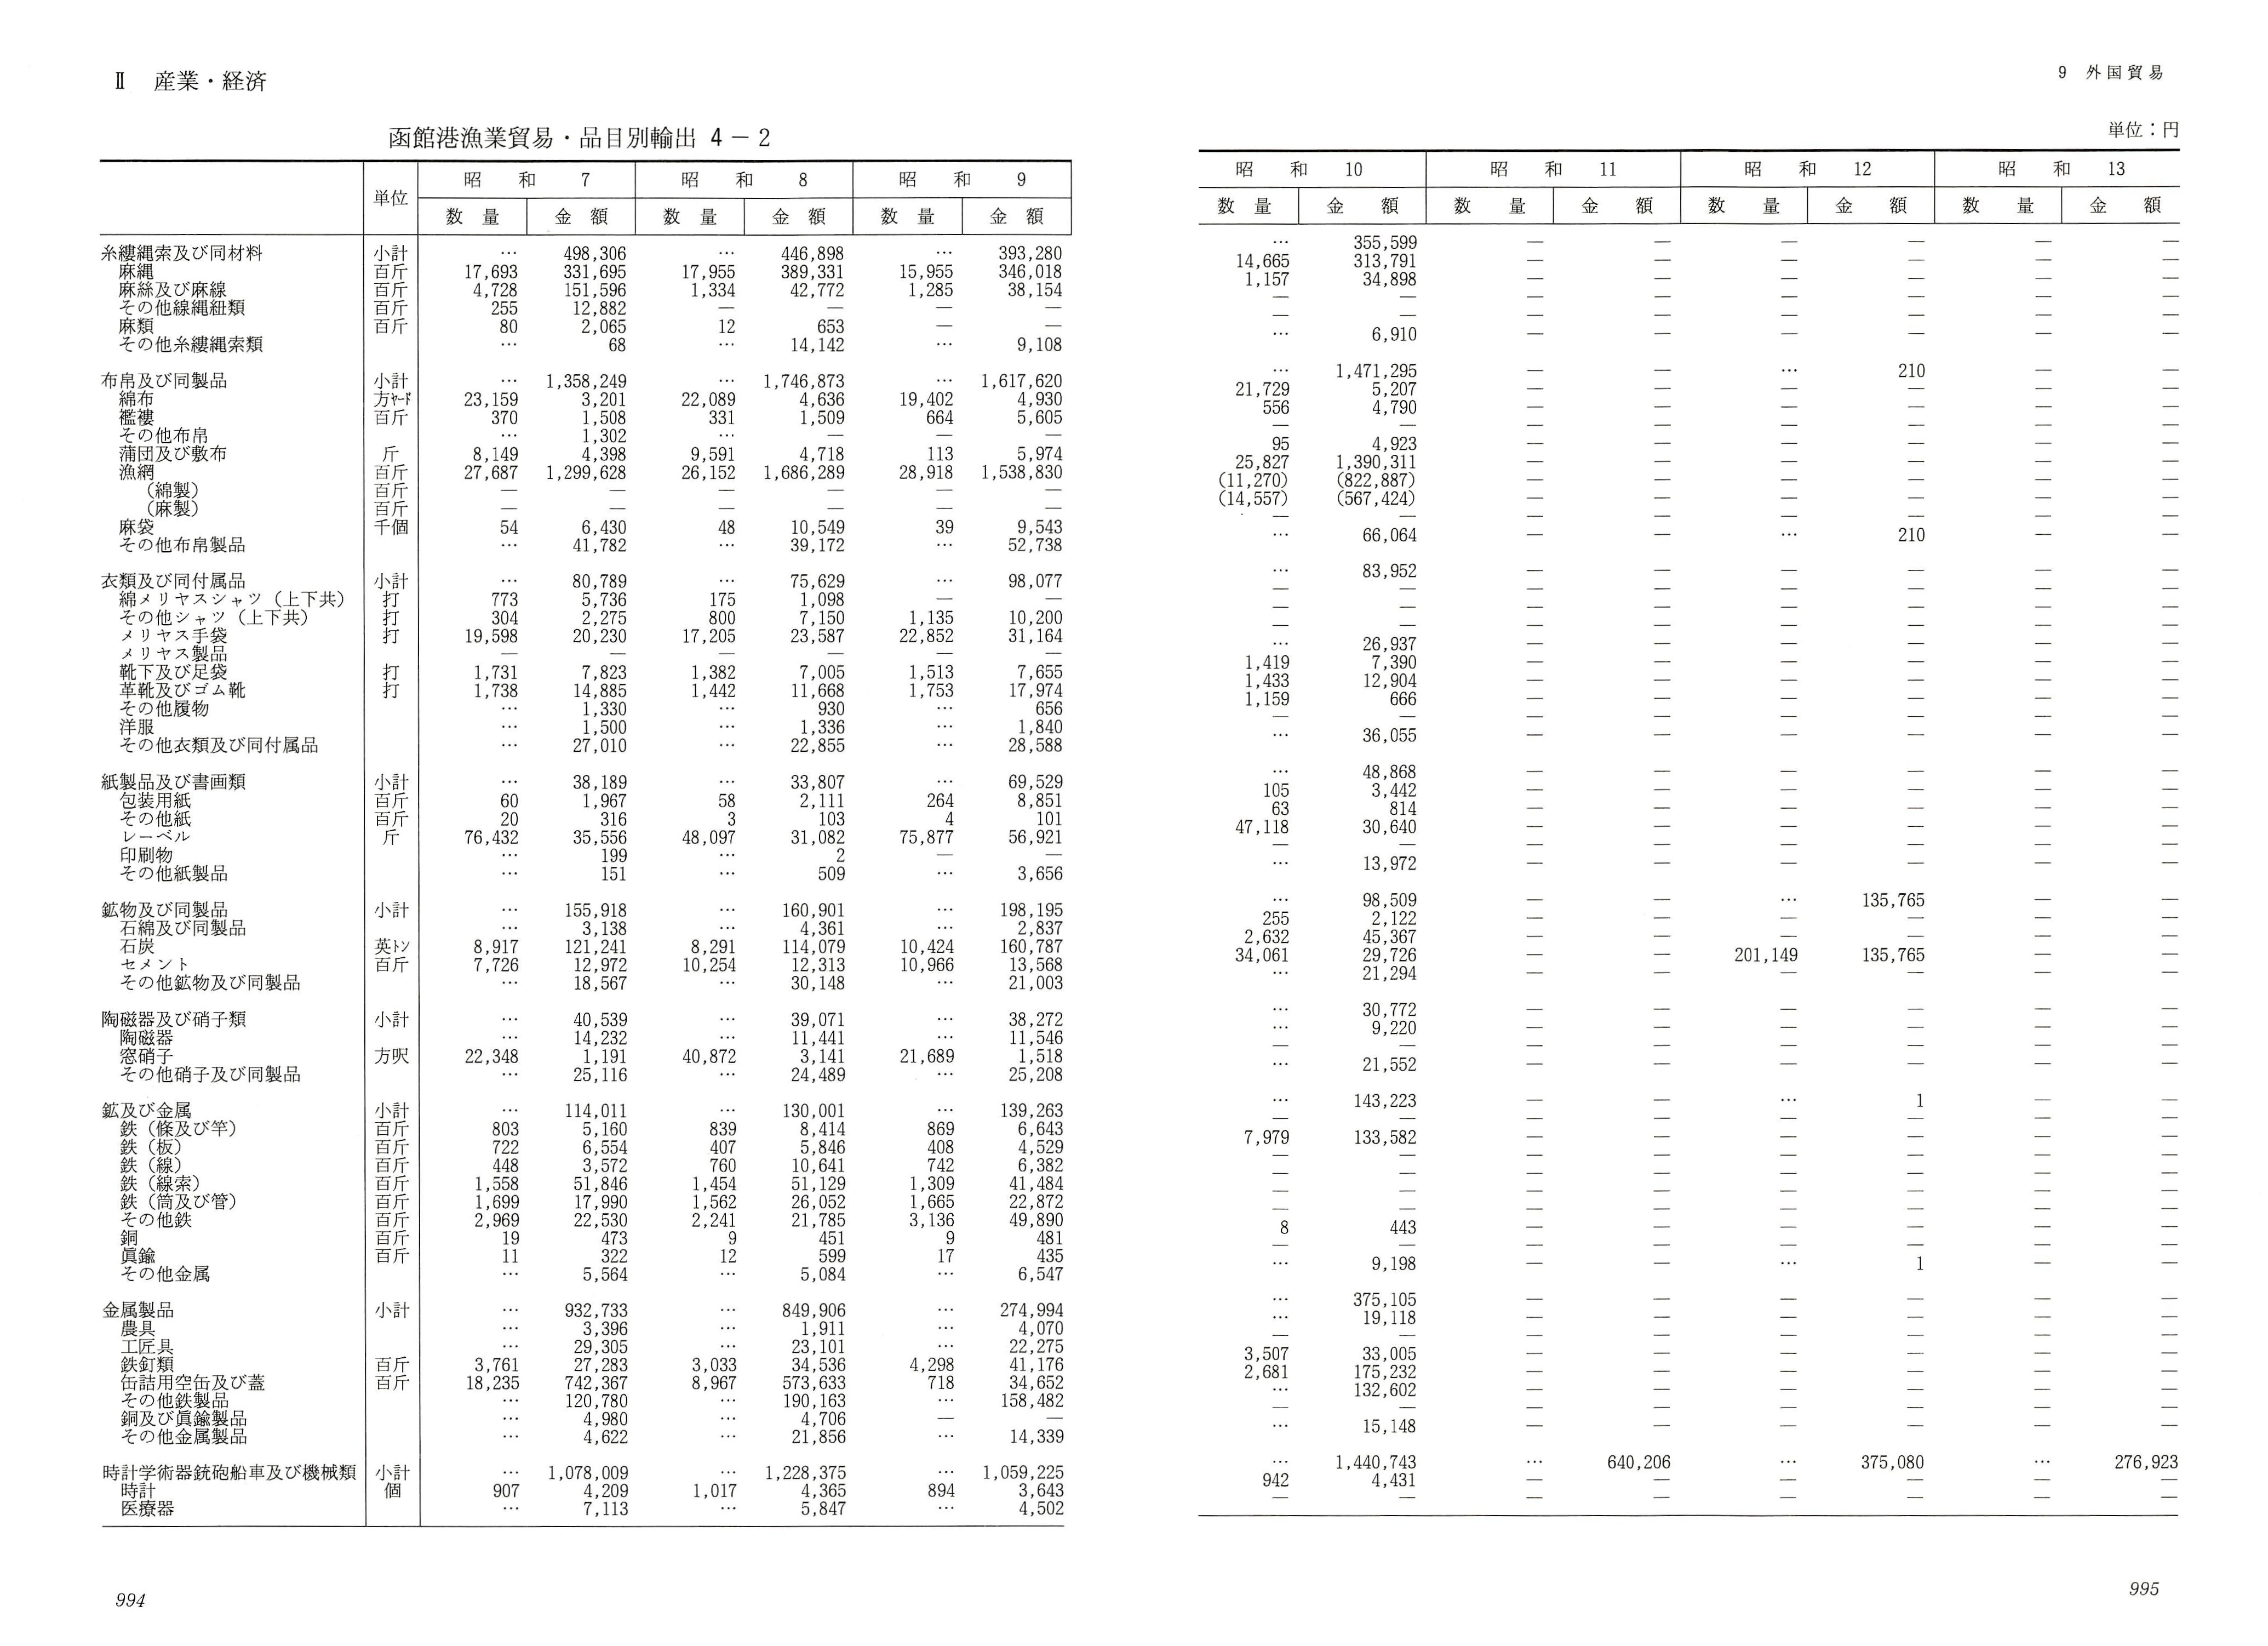 Ⅱ 産業・経済
函館港漁業貿易・品目別輸出 4－2
単位 昭和7 昭和8 昭和9
数量 金額 数量 金額 数量 金額
糸縷縄索及び同材料 小計 … 498,306 … 446,898 … 393,280
麻縄 百斤 17,693 331,695 17,955 389,331 15,955 346,018
麻絲及び麻線 百斤 4,728 151,596 1,334 42,772 1,285 38,154
その他線縄紐類 百斤 255 12,882 — — — —
麻類 百斤 80 2,065 12 653 — —
その他糸縷縄索類 … 68 … 14,142 … 9,108
布帛及び同製品 小計 … 1,358,249 … 1,746,873 … 1,617,620
綿布 方ヤード 23,159 3,201 22,089 4,636 19,402 4,930
襤褸 百斤 370 1,508 331 1,509 664 5,605
その他布帛 … 1,302 … — — —
蒲団及び敷布 斤 8,149 4,398 9,591 4,718 113 5,974
漁網 百斤 27,687 1,299,628 26,152 1,686,289 28,918 1,538,830
（綿製） 百斤 — — — — — —
（麻製） 百斤 — — — — — —
麻袋 千個 54 6,430 48 10,549 39 9,543
その他布帛製品 … 41,782 … 39,172 … 52,738
衣類及び同付属品 小計 … 80,789 … 75,629 … 98,077
綿メリヤスシャツ（上下共） 打 773 5,736 175 1,098 — —
その他シャツ（上下共） 打 304 2,275 800 7,150 1,135 10,200
メリヤス手袋 打 19,598 20,230 17,205 23,587 22,852 31,164
メリヤス製品 — — — — — —
靴下及び足袋 打 1,731 7,823 1,382 7,005 1,513 7,655
革靴及びゴム靴 打 1,738 14,885 1,442 11,668 1,753 17,974
その他履物 … 1,330 … 930 … 656
洋服 … 1,500 … 1,336 … 1,840
その他衣類及び同付属品 … 27,010 … 22,855 … 28,588
紙製品及び書画類 小計 … 38,189 … 33,807 … 69,529
包装用紙 百斤 60 1,967 58 2,111 264 8,851
その他紙 百斤 20 316 3 103 4 101
レーベル 斤 76,432 35,556 48,097 31,082 75,877 56,921
印刷物 … 199 … 2 — —
その他紙製品 … 151 … 509 … 3,656
鉱物及び同製品 小計 … 155,918 … 160,901 … 198,195
石綿及び同製品 … 3,138 … 4,361 … 2,837
石炭 英トン 8,917 121,241 8,291 114,079 10,424 160,787
セメント 百斤 7,726 12,972 10,254 12,313 10,966 13,568
その他鉱物及び同製品 … 18,567 … 30,148 … 21,003
陶磁器及び硝子類 小計 … 40,539 … 39,071 … 38,272
陶磁器 … 14,232 … 11,441 … 11,546
窓硝子 方呎 22,348 1,191 40,872 3,141 21,689 1,518
その他硝子及び同製品 … 25,116 … 24,489 … 25,208
鉱及び金属 小計 … 114,011 … 130,001 … 139,263
鉄（條及び竿） 百斤 803 5,160 839 8,414 869 6,643
鉄（板） 百斤 722 6,554 407 5,846 408 4,529
鉄（線） 百斤 448 3,572 760 10,641 742 6,382
鉄（線索） 百斤 1,558 51,846 1,454 51,129 1,309 41,484
鉄（筒及び管） 百斤 1,699 17,990 1,562 26,052 1,665 22,872
その他鉄 百斤 2,969 22,530 2,241 21,785 3,136 49,890
銅 百斤 19 473 9 451 9 481
眞鍮 百斤 11 322 12 599 17 435
その他金属 … 5,564 … 5,084 … 6,547
金属製品 小計 … 932,733 … 849,906 … 274,994
農具 … 3,396 … 1,911 … 4,070
工匠具 … 29,305 … 23,101 … 22,275
鉄釘類 百斤 3,761 27,283 3,033 34,536 4,298 41,176
缶詰用空缶及び蓋 百斤 18,235 742,367 8,967 573,633 718 34,652
その他鉄製品 … 120,780 … 190,163 … 158,482
銅及び眞鍮製品 … 4,980 … 4,706 — —
その他金属製品 … 4,622 … 21,856 … 14,339
時計学術器銃砲船車及び機械類 小計 … 1,078,009 … 1,228,375 … 1,059,225
時計 個 907 4,209 1,017 4,365 894 3,643
医療器 … 7,113 … 5,847 … 4,502
994
9 外国貿易
単位：円
昭和10 昭和11 昭和12 昭和13
数量 金額 数量 金額 数量 金額 数量 金額
… 355,599 — — — — — —
14,665 313,791 — — — — — —
1,157 34,898 — — — — — —
— — — — — — — —
— — — — — — — —
… 6,910 — — — — — —
… 1,471,295 — — … 210 — —
21,729 5,207 — — — — — —
556 4,790 — — — — — —
— — — — — — — —
95 4,923 — — — — — —
25,827 1,390,311 — — — — — —
(11,270) (822,887) — — — — — —
(14,557) (567,424) — — — — — —
— — — — — — — —
… 66,064 — — … 210 — —
… 83,952 — — — — — —
— — — — — — — —
— — — — — — — —
— — — — — — — —
… 26,937 — — — — — —
1,419 7,390 — — — — — —
1,433 12,904 — — — — — —
1,159 666 — — — — — —
— — — — — — — —
… 36,055 — — — — — —
… 48,868 — — — — — —
105 3,442 — — — — — —
63 814 — — — — — —
47,118 30,640 — — — — — —
— — — — — — — —
… 13,972 — — — — — —
… 98,509 — — … 135,765 — —
255 2,122 — — — — — —
2,632 45,367 — — — — — —
34,061 29,726 — — 201,149 135,765 — —
… 21,294 — — — — — —
… 30,772 — — — — — —
… 9,220 — — — — — —
— — — — — — — —
… 21,552 — — — — — —
… 143,223 — — … 1 — —
— — — — — — — —
7,979 133,582 — — — — — —
— — — — — — — —
— — — — — — — —
— — — — — — — —
— — — — — — — —
8 443 — — — — — —
— — — — — — — —
… 9,198 — — … 1 — —
… 375,105 — — — — — —
… 19,118 — — — — — —
— — — — — — — —
3,507 33,005 — — — — — —
2,681 175,232 — — — — — —
… 132,602 — — — — — —
— — — — — — — —
… 15,148 — — — — — —
… 1,440,743 … 640,206 … 375,080 … 276,923
942 4,431 — — — — — —
— — — — — — — —
995